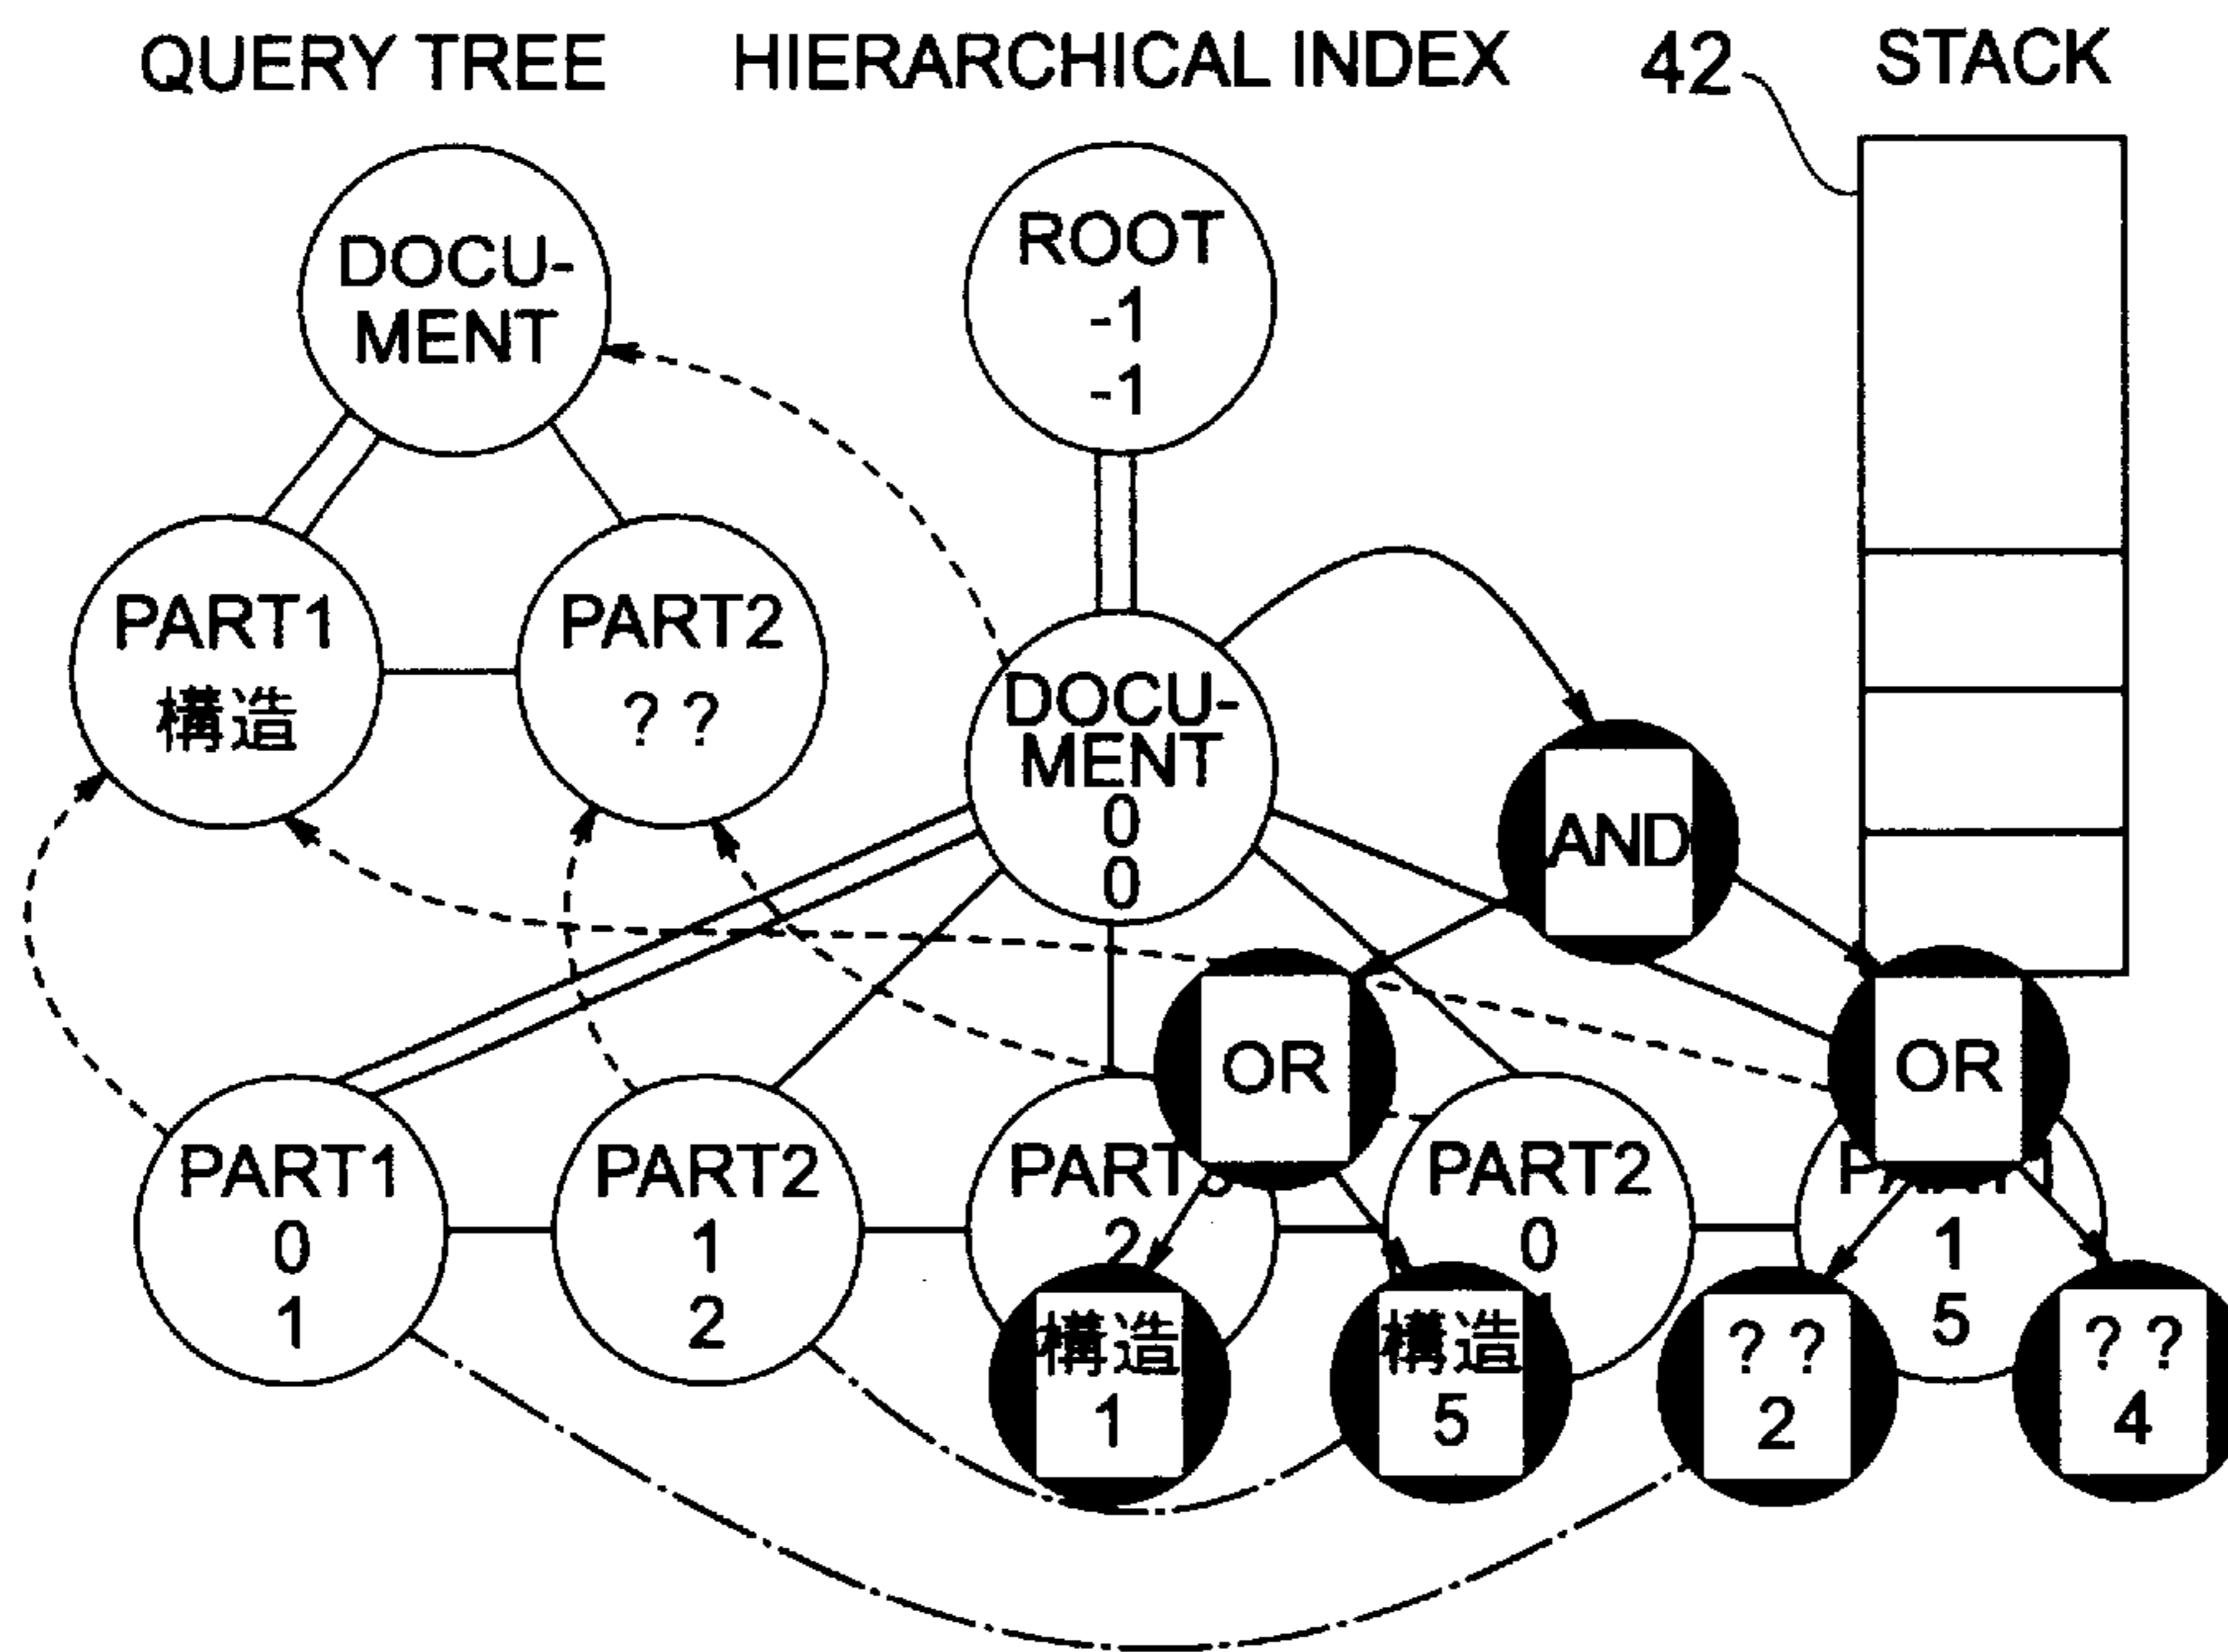 QUERY TREE
HIERARCHICAL INDEX
42
STACK
DOCU-
MENT
ROOT
-1
-1
PART1
構造
PART2
? ?
DOCU-
MENT
0
0
AND
OR
OR
PART1
0
1
PART2
1
2
2
PART2
0
1
5
構造
1
構造
5
? ?
2
? ?
4